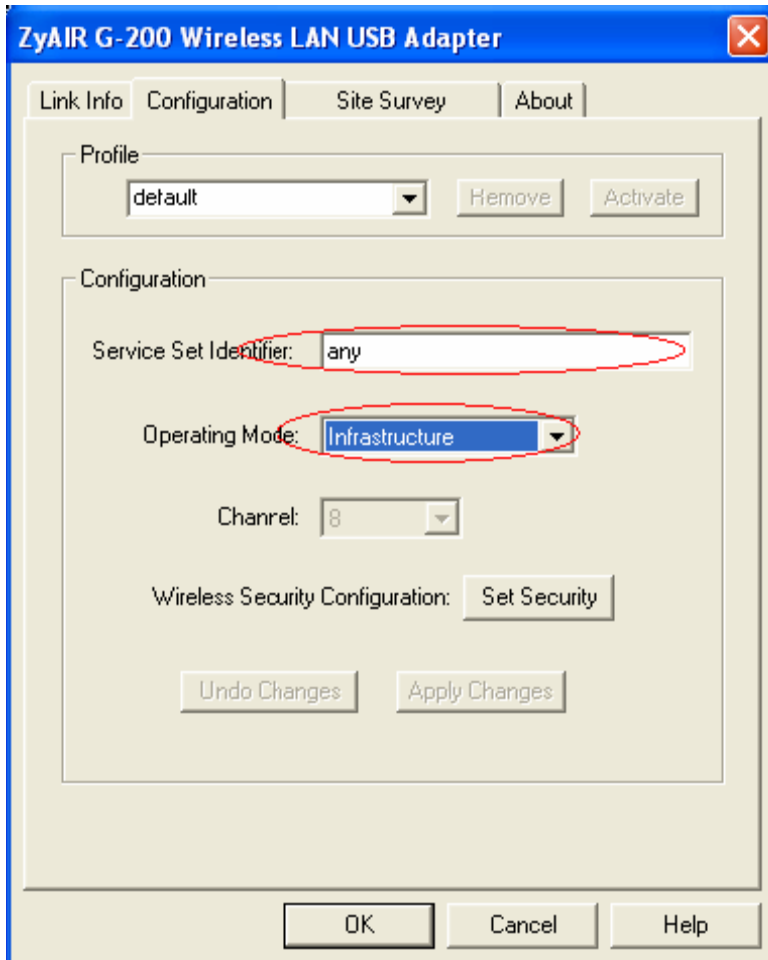 ZyAIR G-200 Wireless LAN USB Adapter
Link Info Configuration Site Survey About
Profile
default Remove Activate
Configuration
Service Set Identifier: any
Operating Mode: Infrastructure
Channel: 8
Wireless Security Configuration: Set Security
Undo Changes Apply Changes
OK Cancel Help